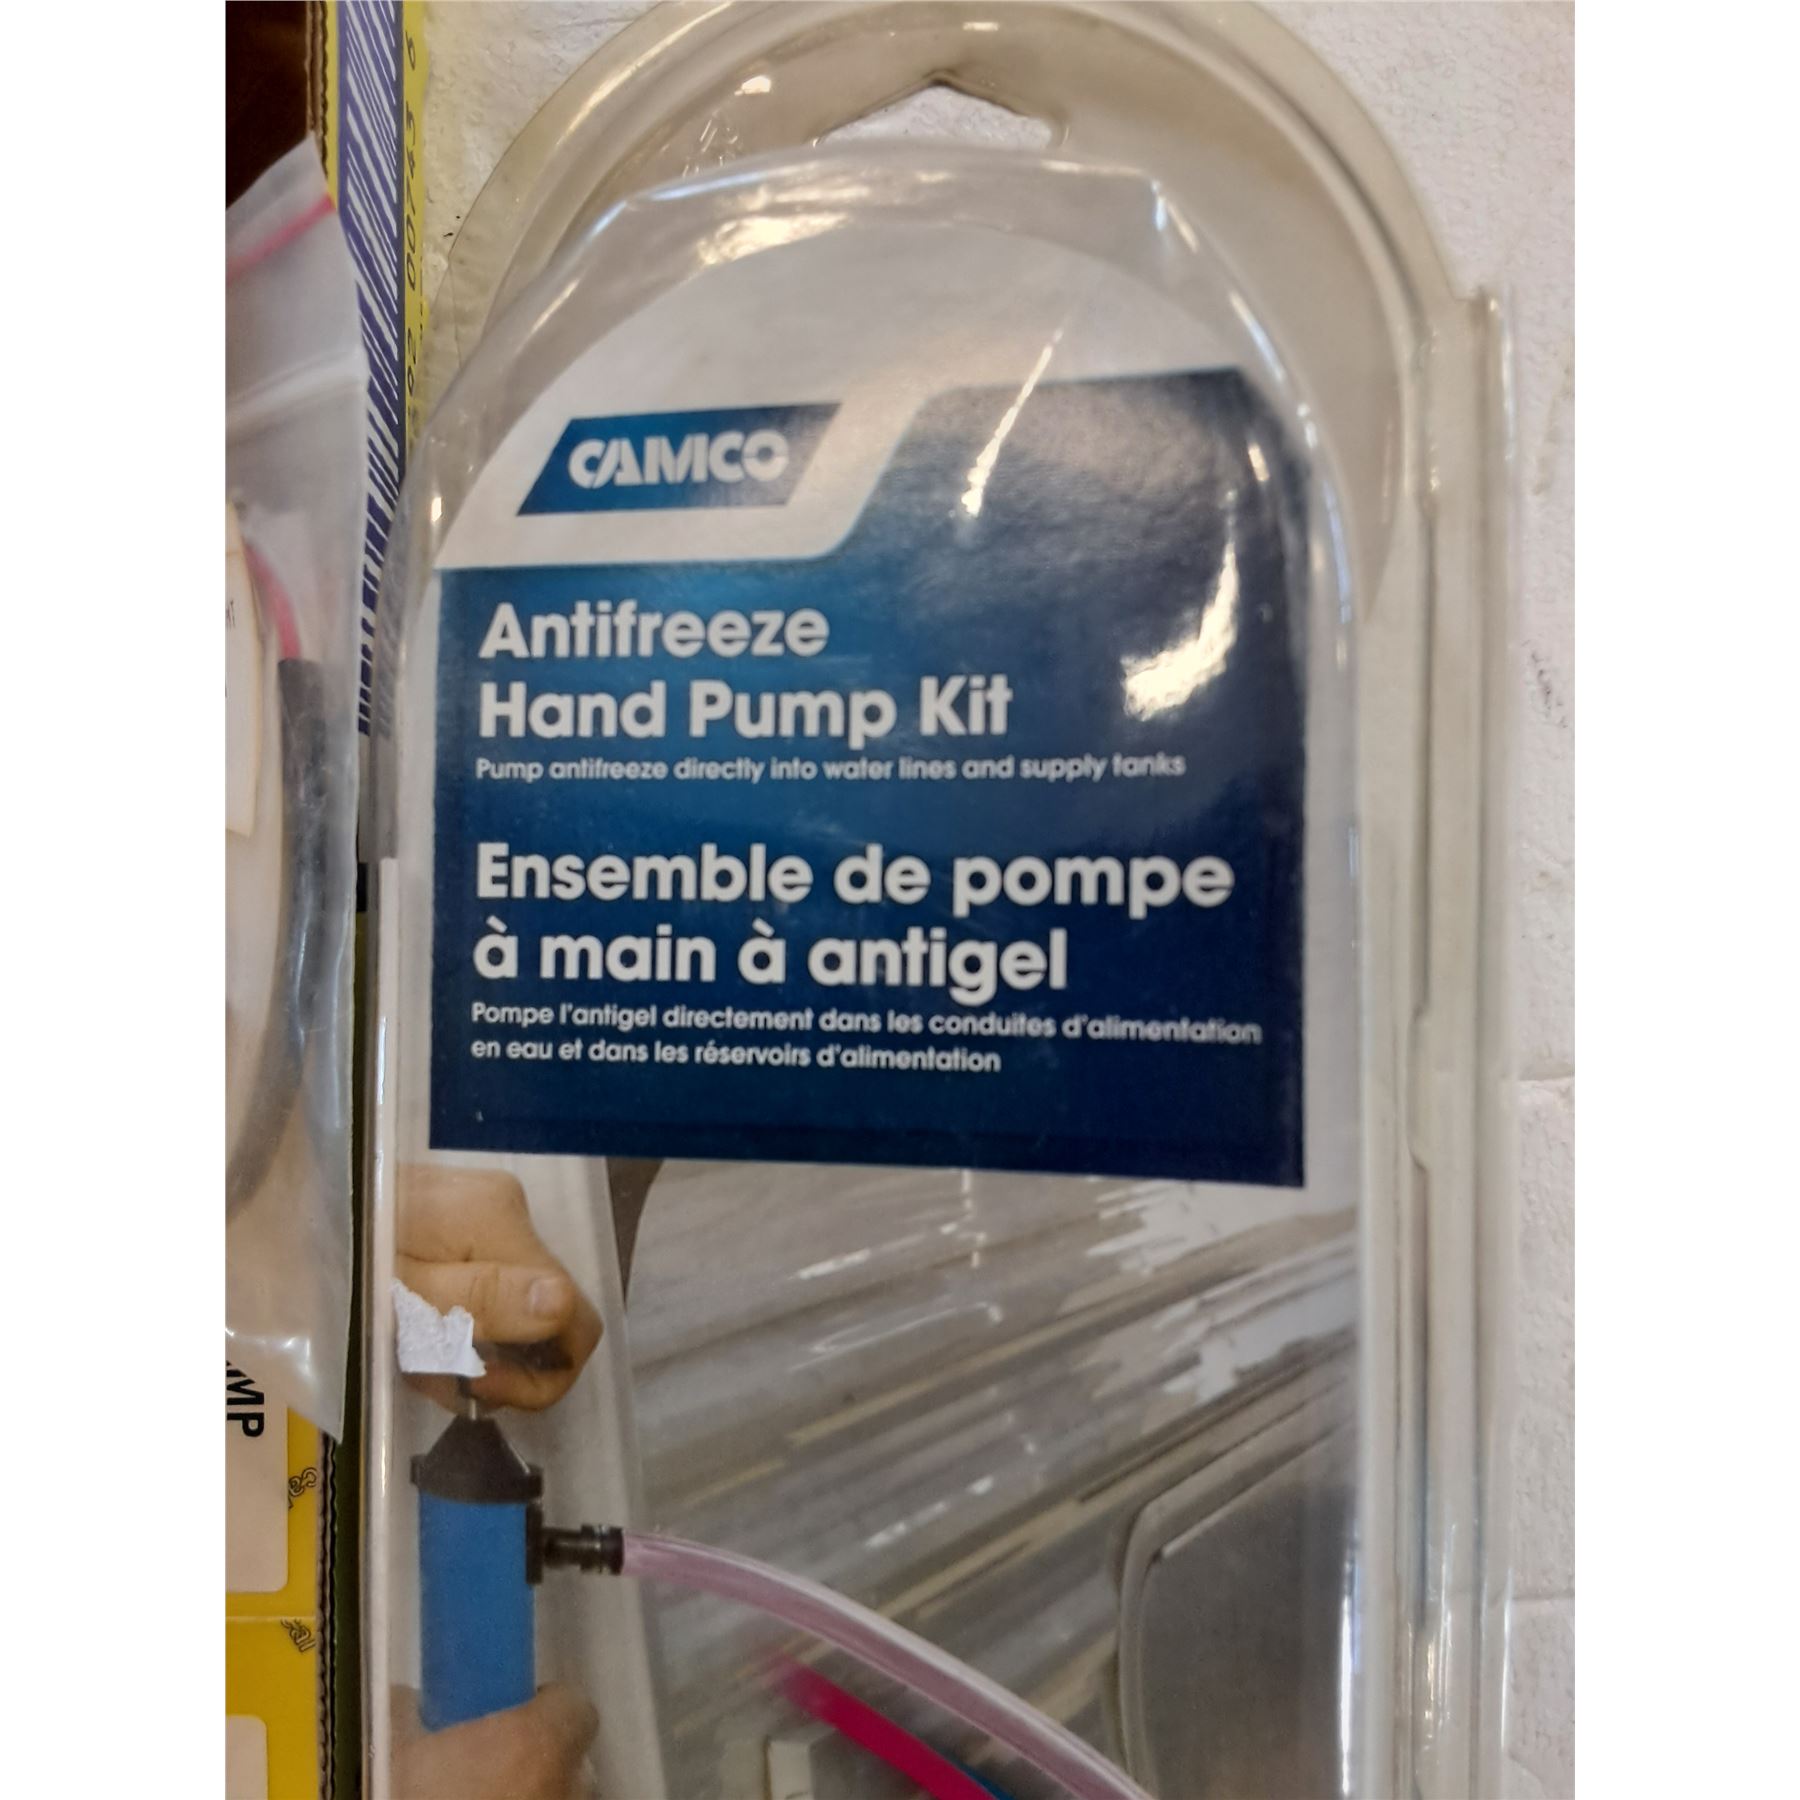 CAMCO
Antifreeze
Hand Pump Kit
Pump antifreeze directly into water lines and supply tanks
Ensemble de pompe
à main à antigel
Pompe l'antigel directement dans les conduites d'alimentation
en eau et dans les réservoirs d'alimentation